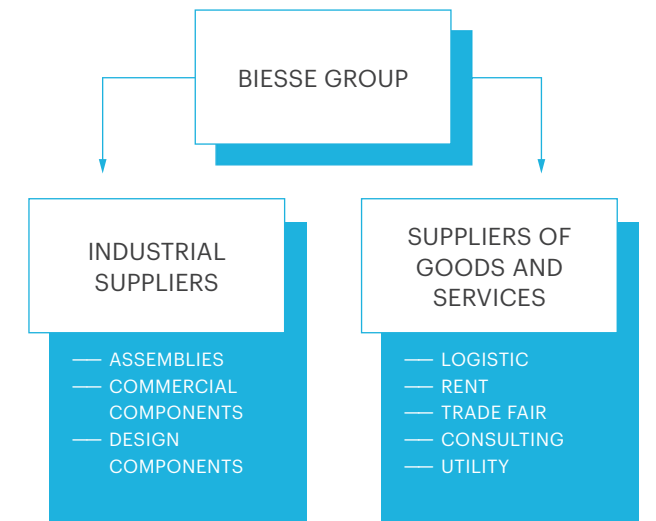 BIESSE GROUP
INDUSTRIAL
SUPPLIERS
— ASSEMBLIES
— COMMERCIAL
COMPONENTS
— DESIGN
COMPONENTS
SUPPLIERS OF
GOODS AND
SERVICES
— LOGISTIC
— RENT
— TRADE FAIR
— CONSULTING
— UTILITY